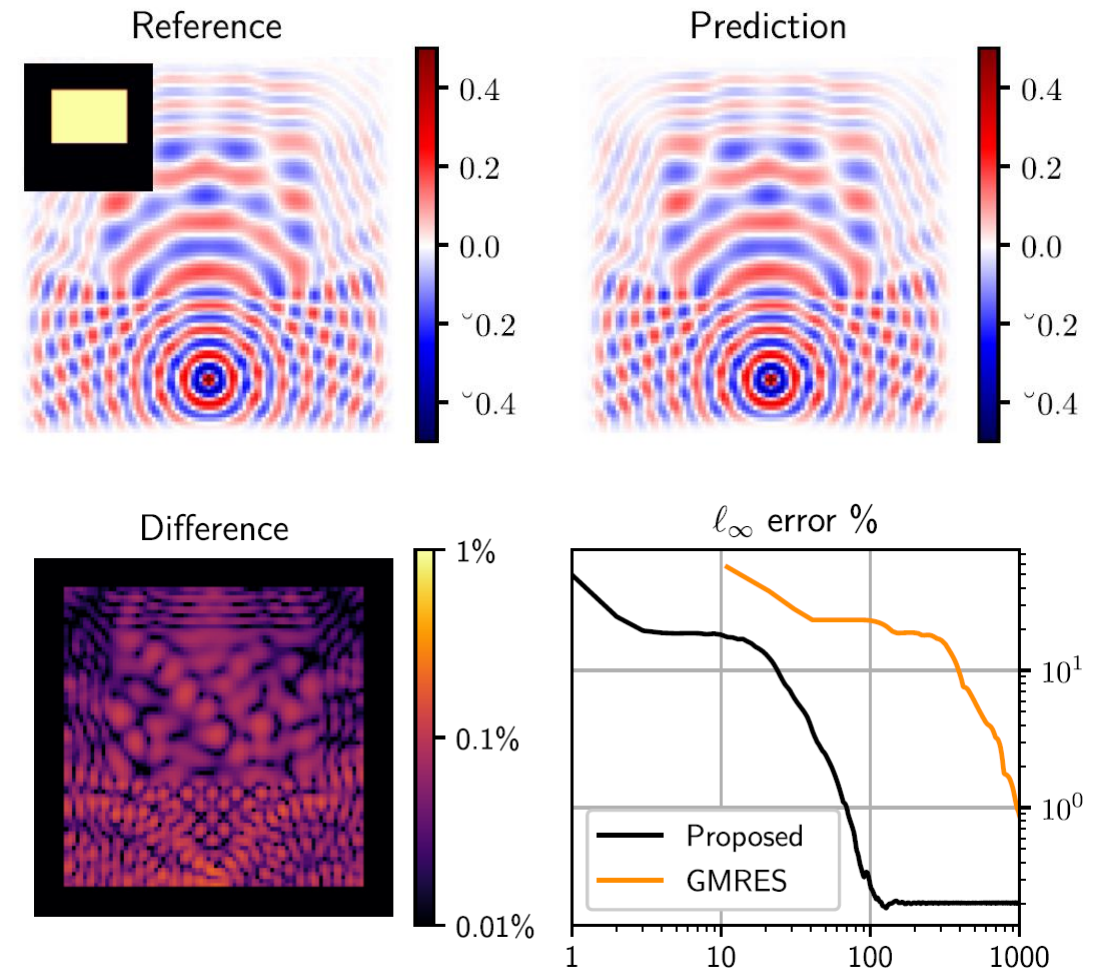 Reference
Prediction
0.4
0.2
0.0
˘0.2
˘0.4
0.4
0.2
0.0
˘0.2
˘0.4
Difference
1%
0.1%
0.01%
ℓ∞ error %
10¹
10⁰
Proposed
GMRES
1 10 100 1000